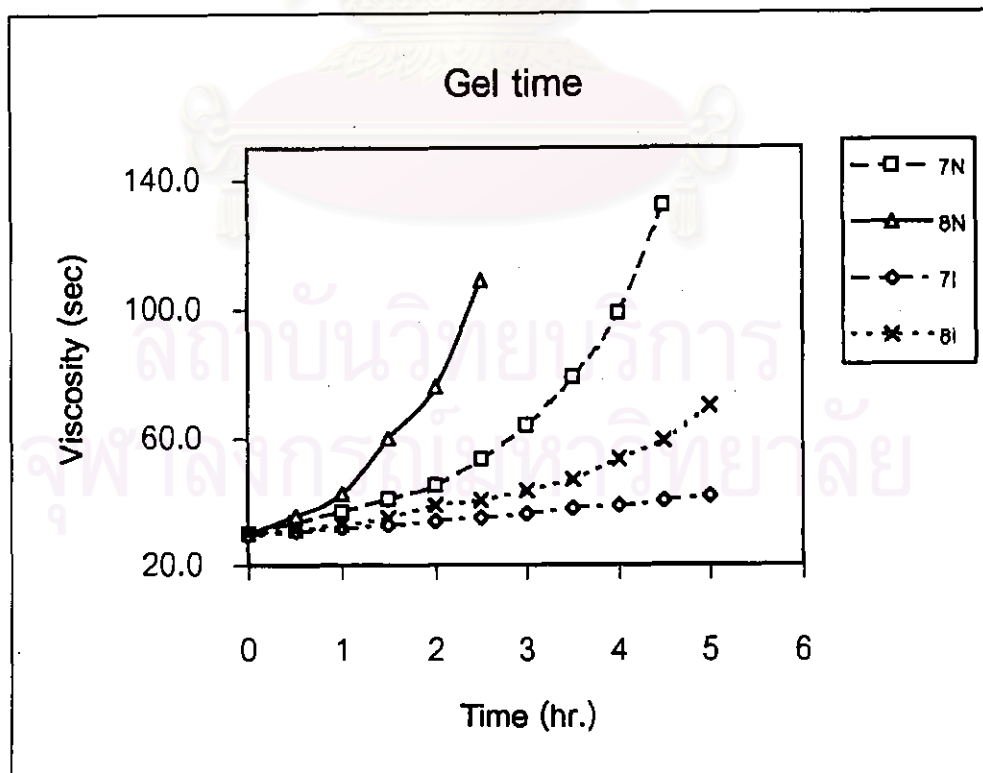 Gel time
140.0
100.0
60.0
20.0
Viscosity (sec)
0 1 2 3 4 5 6
Time (hr.)
7N
8N
7I
8I
สถาบันวิทยบริการ
จุฬาลงกรณ์มหาวิทยาลัย